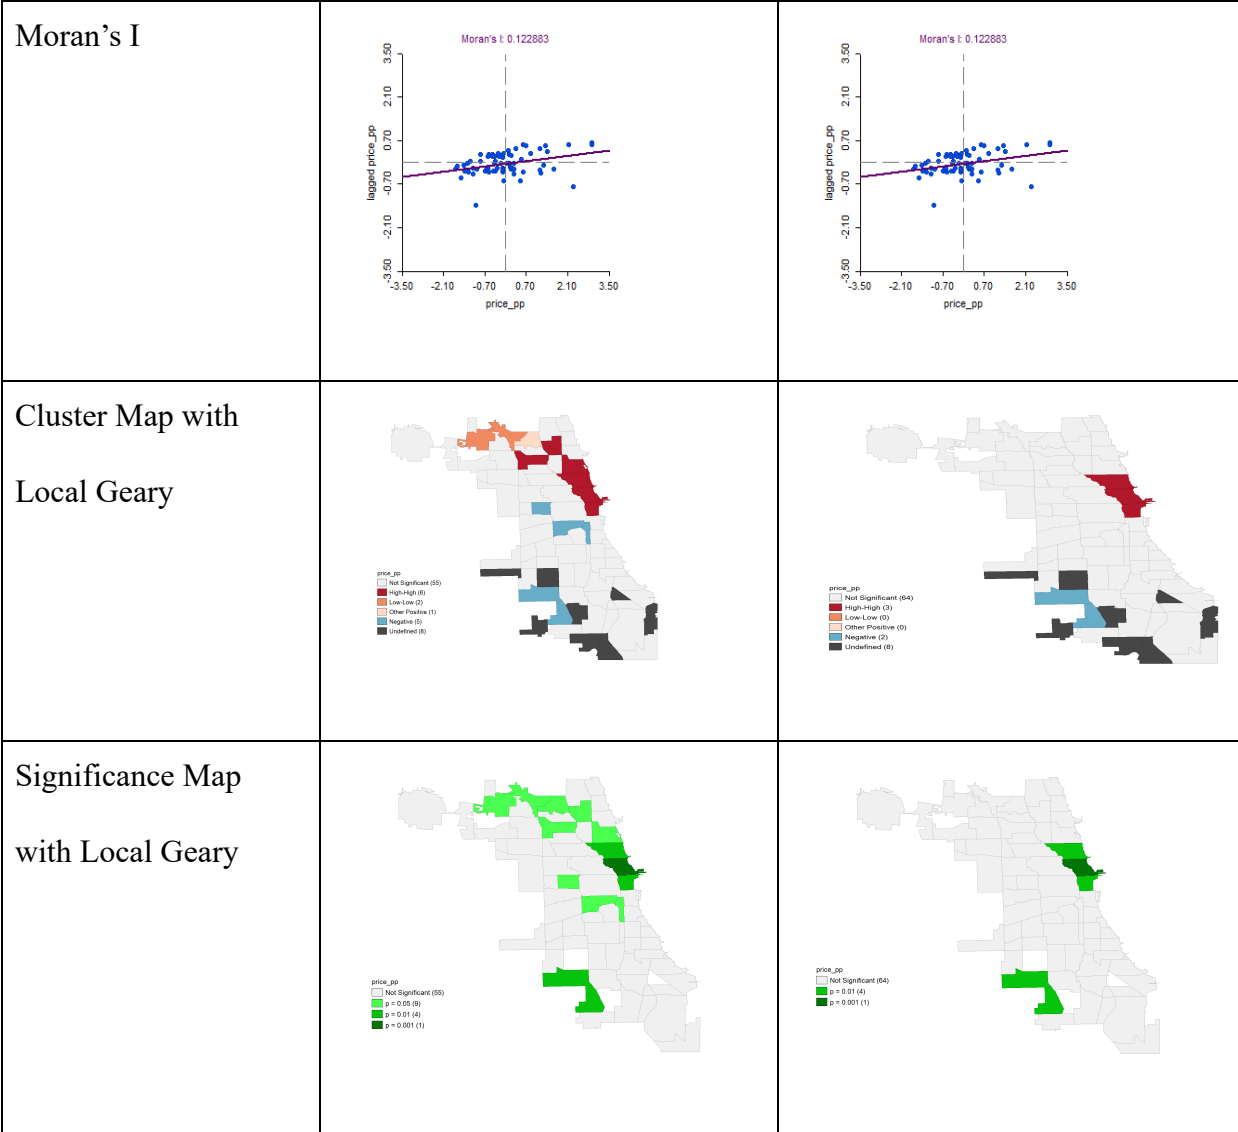 Moran's I
Moran's I: 0.122883
lagged price_pp
3.50
2.10
0.70
-0.70
-2.10
-3.50
-3.50 -2.10 -0.70 0.70 2.10 3.50
price_pp
Moran's I: 0.122883
lagged price_pp
3.50
2.10
0.70
-0.70
-2.10
-3.50
-3.50 -2.10 -0.70 0.70 2.10 3.50
price_pp
Cluster Map with
Local Geary
price_pp
Not Significant (55)
High-High (6)
Low-Low (2)
Other Positive (1)
Negative (5)
Undefined (8)
price_pp
Not Significant (64)
High-High (3)
Low-Low (0)
Other Positive (0)
Negative (2)
Undefined (8)
Significance Map
with Local Geary
price_pp
Not Significant (55)
p = 0.05 (9)
p = 0.01 (4)
p = 0.001 (1)
price_pp
Not Significant (64)
p = 0.01 (4)
p = 0.001 (1)